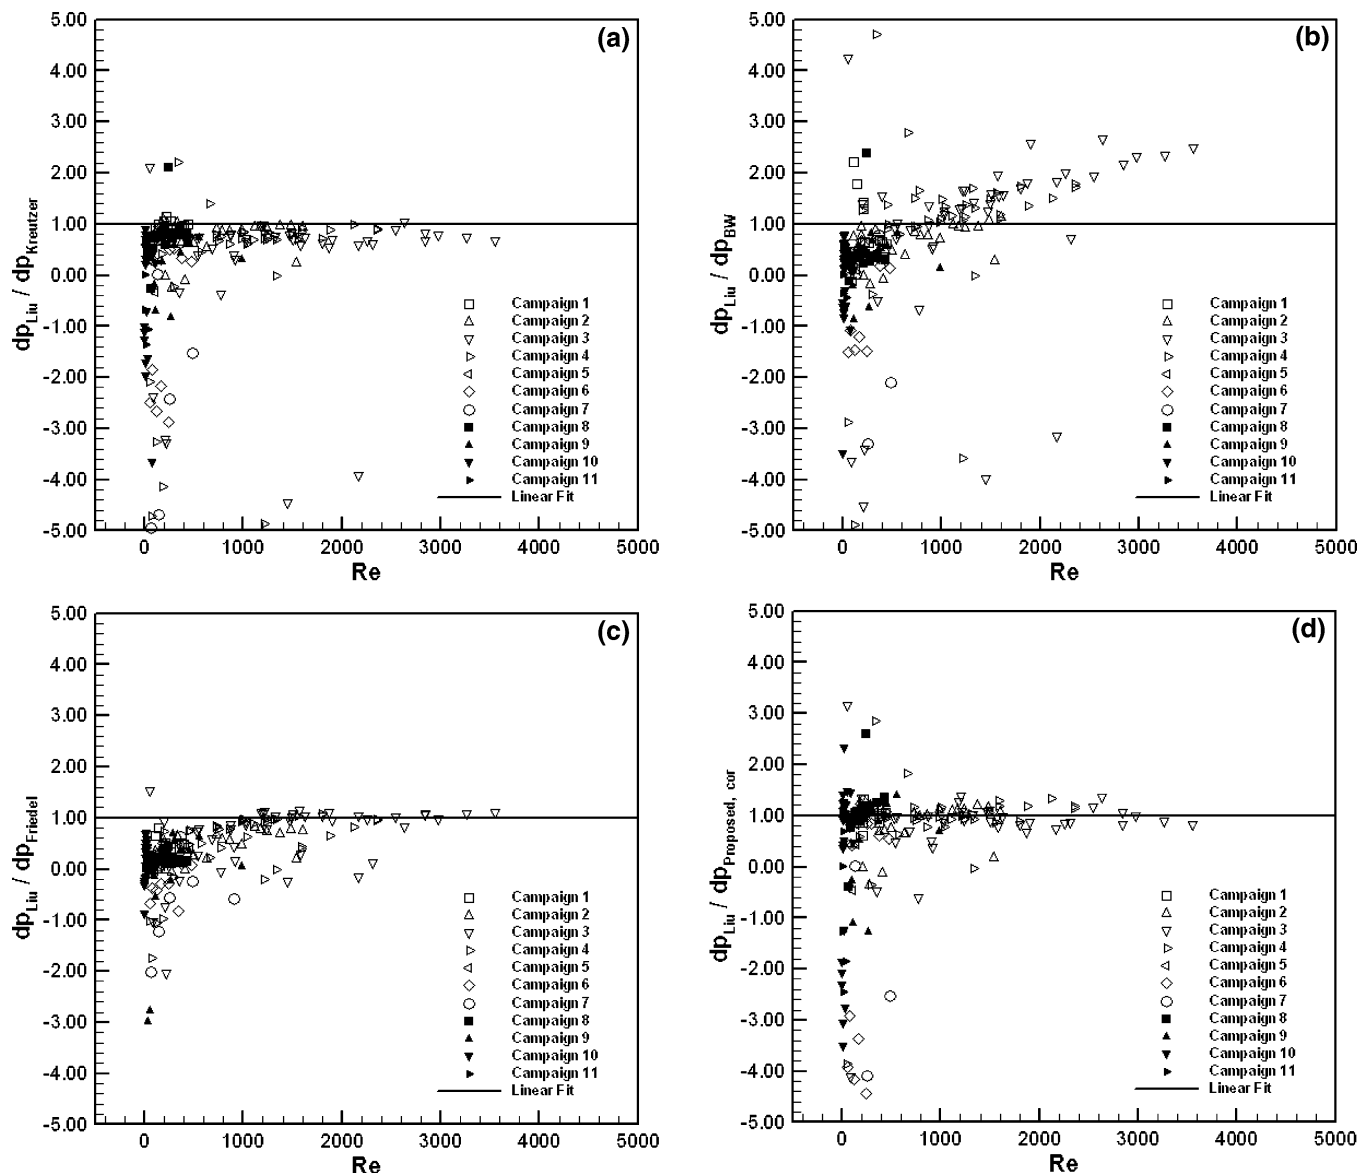 (a)
5.00
4.00
3.00
2.00
1.00
0.00
-1.00
-2.00
-3.00
-4.00
-5.00
dpLiu / dpKreutzer
0 1000 2000 3000 4000 5000
Re
Campaign 1
Campaign 2
Campaign 3
Campaign 4
Campaign 5
Campaign 6
Campaign 7
Campaign 8
Campaign 9
Campaign 10
Campaign 11
Linear Fit
(b)
5.00
4.00
3.00
2.00
1.00
0.00
-1.00
-2.00
-3.00
-4.00
-5.00
dpLiu / dpBW
0 1000 2000 3000 4000 5000
Re
Campaign 1
Campaign 2
Campaign 3
Campaign 4
Campaign 5
Campaign 6
Campaign 7
Campaign 8
Campaign 9
Campaign 10
Campaign 11
Linear Fit
(c)
5.00
4.00
3.00
2.00
1.00
0.00
-1.00
-2.00
-3.00
-4.00
-5.00
dpLiu / dpFriedel
0 1000 2000 3000 4000 5000
Re
Campaign 1
Campaign 2
Campaign 3
Campaign 4
Campaign 5
Campaign 6
Campaign 7
Campaign 8
Campaign 9
Campaign 10
Campaign 11
Linear Fit
(d)
5.00
4.00
3.00
2.00
1.00
0.00
-1.00
-2.00
-3.00
-4.00
-5.00
dpLiu / dpProposed, cor
0 1000 2000 3000 4000 5000
Re
Campaign 1
Campaign 2
Campaign 3
Campaign 4
Campaign 5
Campaign 6
Campaign 7
Campaign 8
Campaign 9
Campaign 10
Campaign 11
Linear Fit